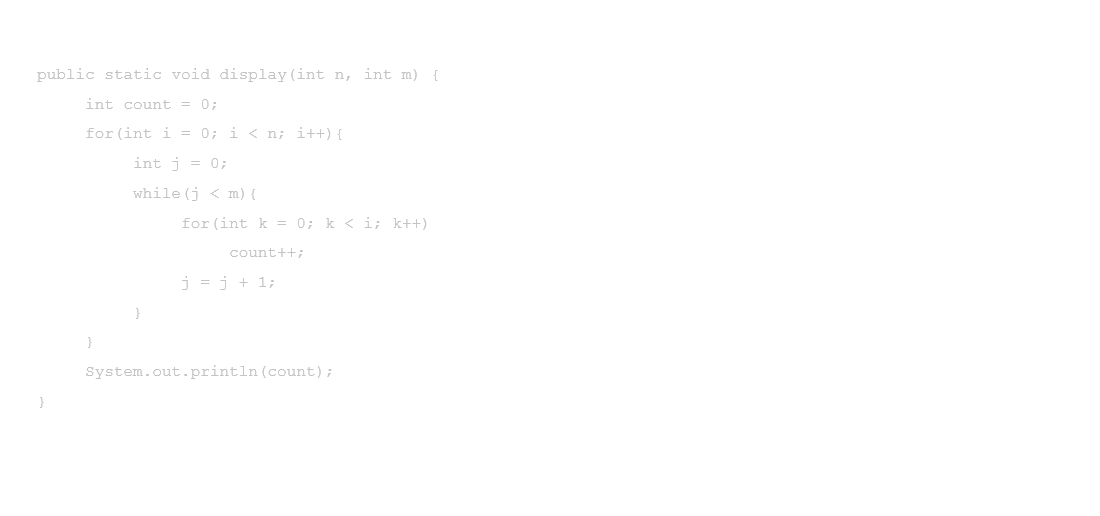 public static void display(int n, int m) {
int count = 0;
for(int i = 0; i < n; i++){
int j = 0;
while(j < m){
for(int k = 0; k < i; k++)
count++;
j = j + 1;
}
}
System.out.println(count);
}